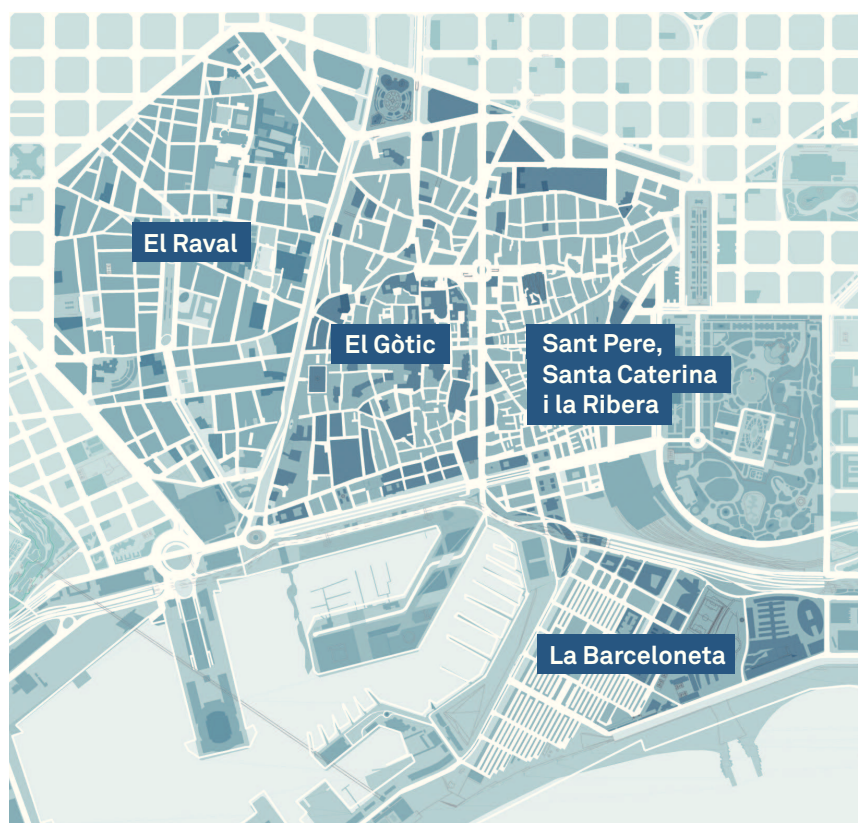 El Raval
El Gòtic
Sant Pere,
Santa Caterina
i la Ribera
La Barceloneta